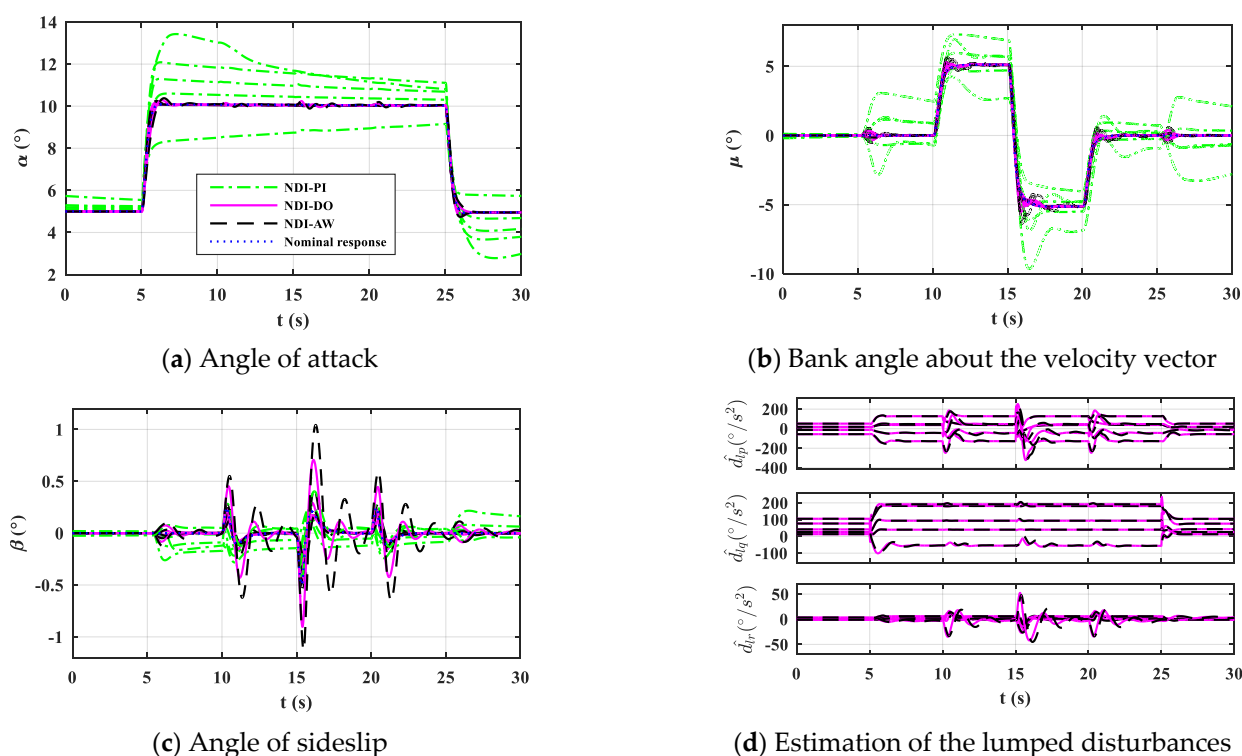 14
12
10
8
6
4
2
α (°)
NDI-PI
NDI-DO
NDI-AW
Nominal response
0 5 10 15 20 25 30
t (s)
(a) Angle of attack
5
0
-5
-10
μ (°)
0 5 10 15 20 25 30
t (s)
(b) Bank angle about the velocity vector
1
0.5
0
-0.5
-1
β (°)
0 5 10 15 20 25 30
t (s)
(c) Angle of sideslip
200
0
-200
-400
d̂_lp(°/s²)
200
100
0
-100
d̂_lq(°/s²)
50
0
-50
d̂_lr(°/s²)
0 5 10 15 20 25 30
t (s)
(d) Estimation of the lumped disturbances